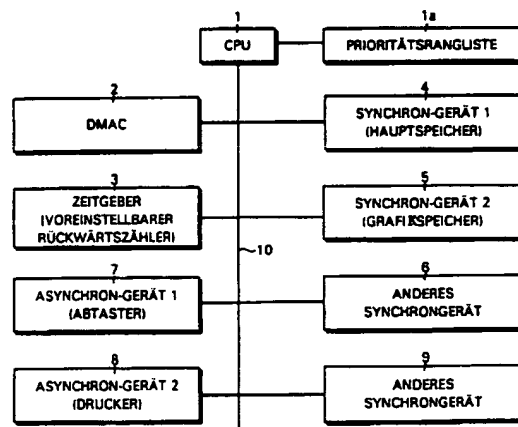 1
CPU
1a
PRIORITÄTSRANGLISTE
2
DMAC
4
SYNCHRON-GERÄT 1
(HAUPTSPEICHER)
3
ZEITGEBER
(VOREINSTELLBARER
RÜCKWÄRTSZÄHLER)
5
SYNCHRON-GERÄT 2
(GRAFIKSPEICHER)
10
7
ASYNCHRON-GERÄT 1
(ABTASTER)
6
ANDERES
SYNCHRONGERÄT
8
ASYNCHRON-GERÄT 2
(DRUCKER)
9
ANDERES
SYNCHRONGERÄT